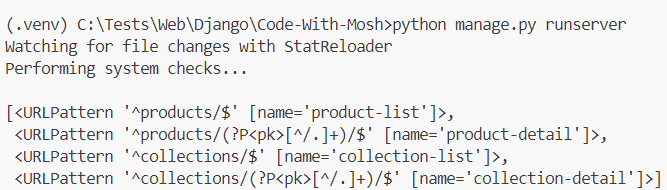 (.venv) C:\Tests\Web\Django\Code-With-Mosh>python manage.py runserver
Watching for file changes with StatReloader
Performing system checks...
[<URLPattern '^products/$' [name='product-list']>,
<URLPattern '^products/(?P<pk>[^/.]+)/$' [name='product-detail']>,
<URLPattern '^collections/$' [name='collection-list']>,
<URLPattern '^collections/(?P<pk>[^/.]+)/$' [name='collection-detail']>]